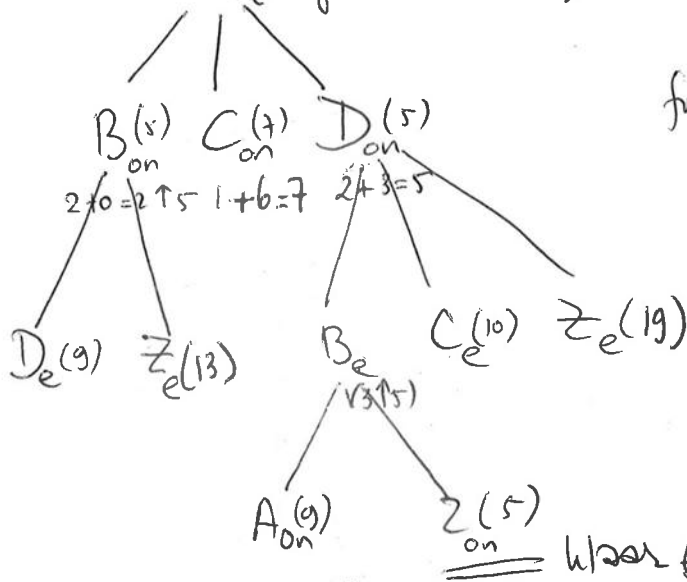 B on (5) C on (7) D on (5)
2+0=2↑5 1+6=7 2+3=5
D e (9) Z e (13) B e C e (10) Z e (19)
(3↑5)
A on (9) Z on (5)